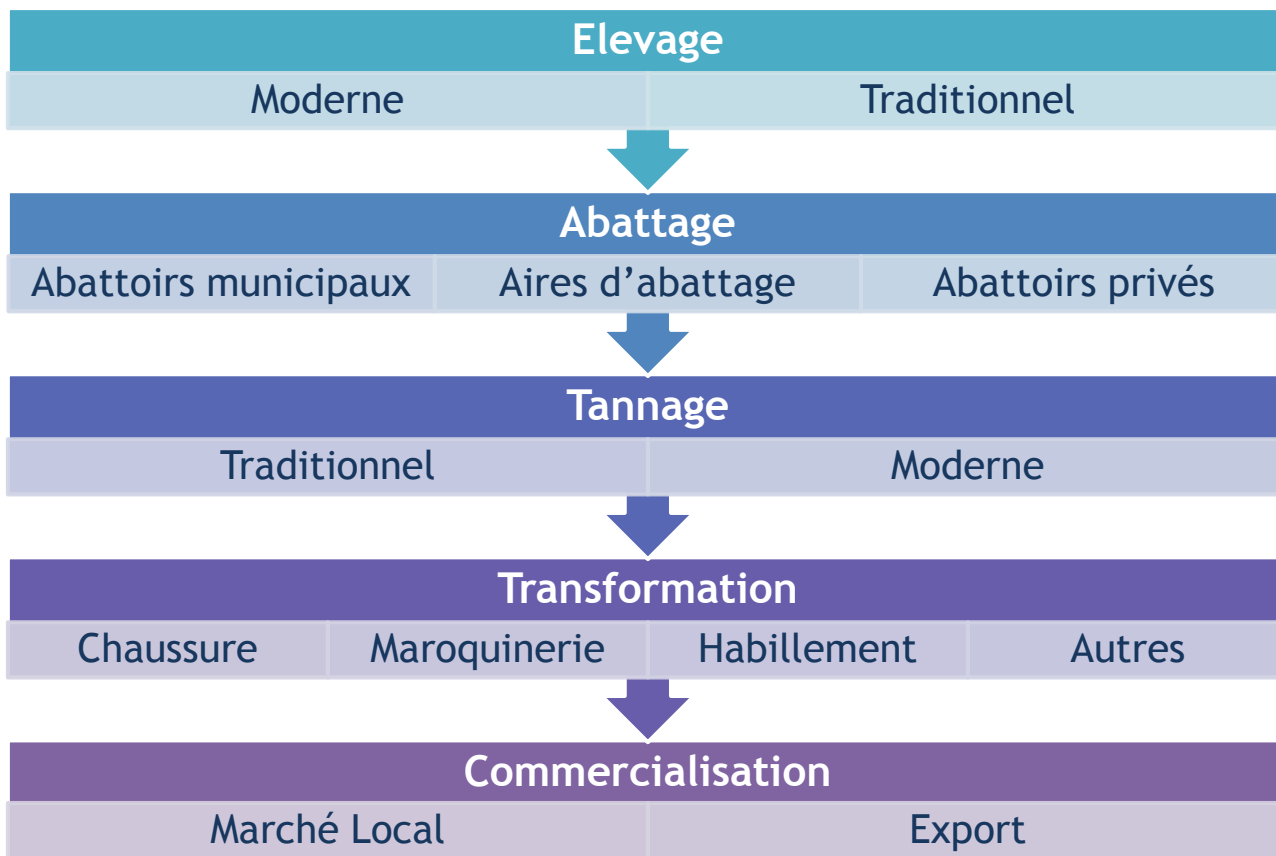 Elevage
Moderne Traditionnel
Abattage
Abattoirs municipaux Aires d’abattage Abattoirs privés
Tannage
Traditionnel Moderne
Transformation
Chaussure Maroquinerie Habillement Autres
Commercialisation
Marché Local Export